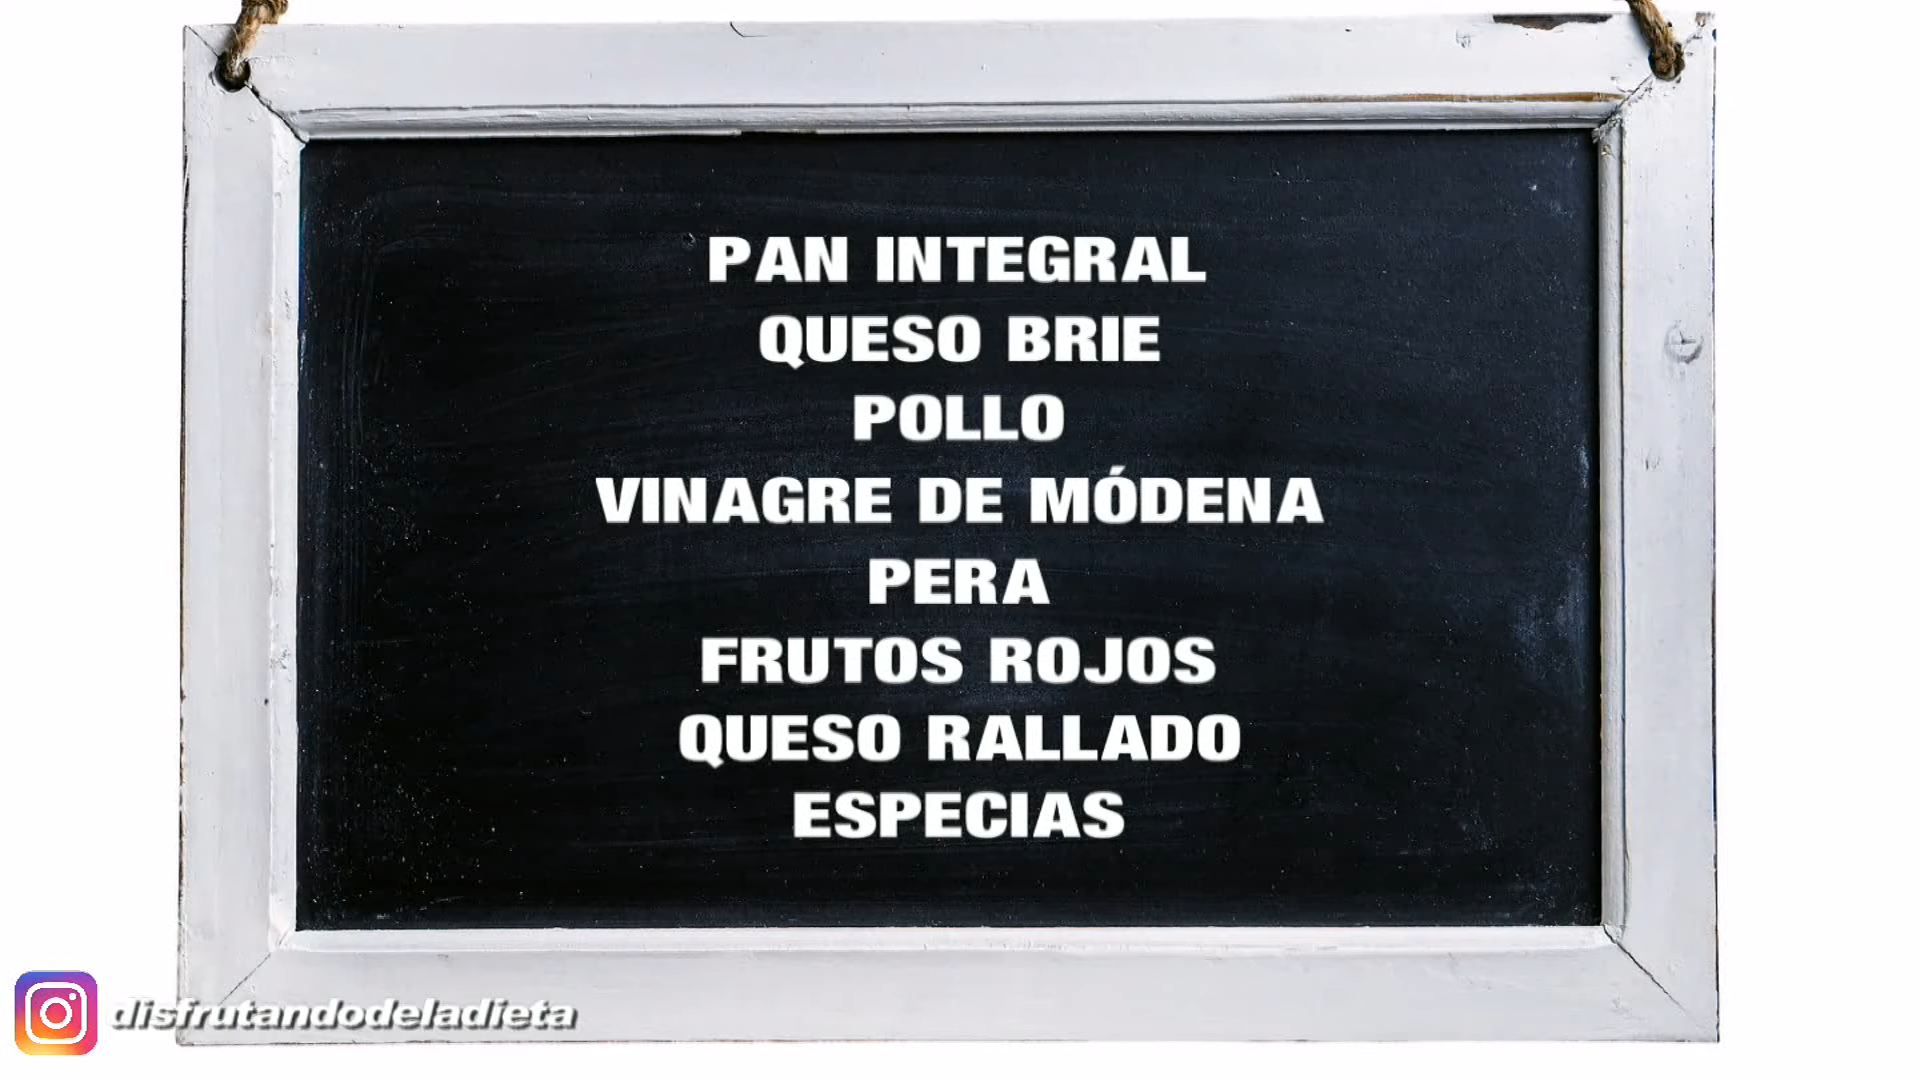 PAN INTEGRAL
QUESO BRIE
POLLO
VINAGRE DE MÓDENA
PERA
FRUTOS ROJOS
QUESO RALLADO
ESPECIAS
disfrutandodeladieta